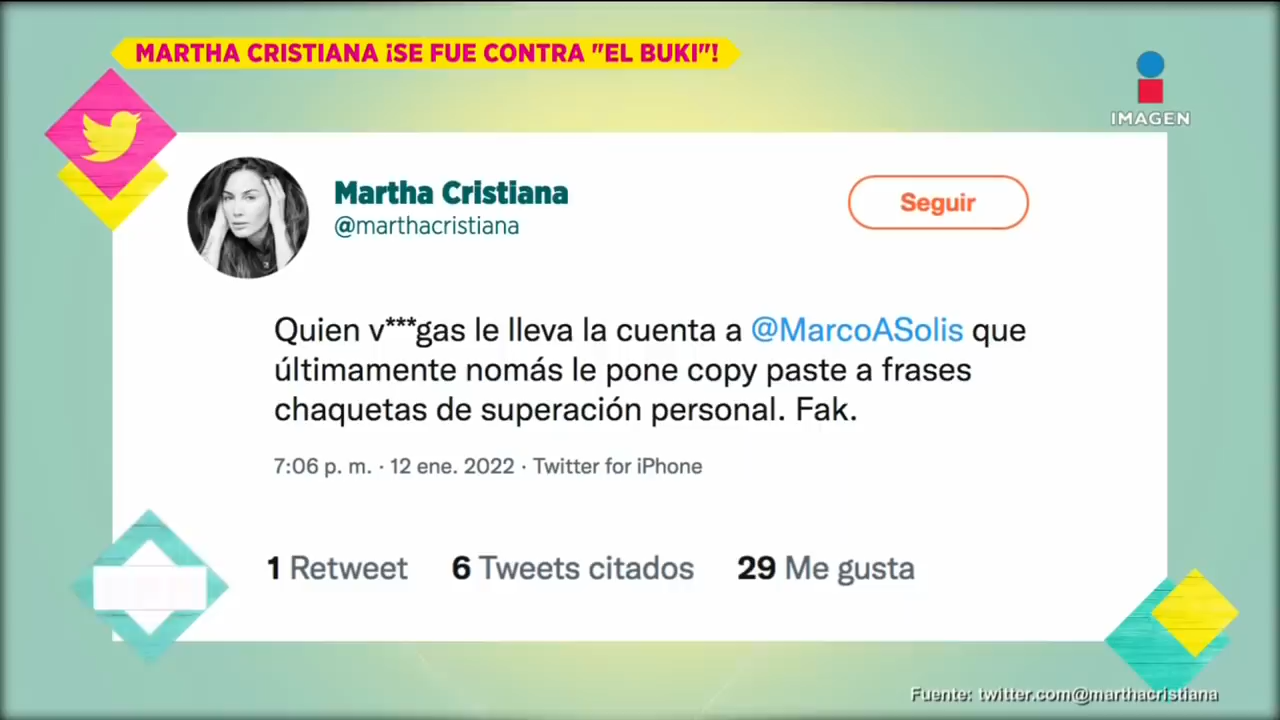 MARTHA CRISTIANA ¡SE FUE CONTRA "EL BUKI"!
IMAGEN
Martha Cristiana
@marthacristiana
Seguir
Quien v***gas le lleva la cuenta a @MarcoASolis que
últimamente nomás le pone copy paste a frases
chaquetas de superación personal. Fak.
7:06 p. m. · 12 ene. 2022 · Twitter for iPhone
1 Retweet 6 Tweets citados 29 Me gusta
Fuente: twitter.com@marthacristiana